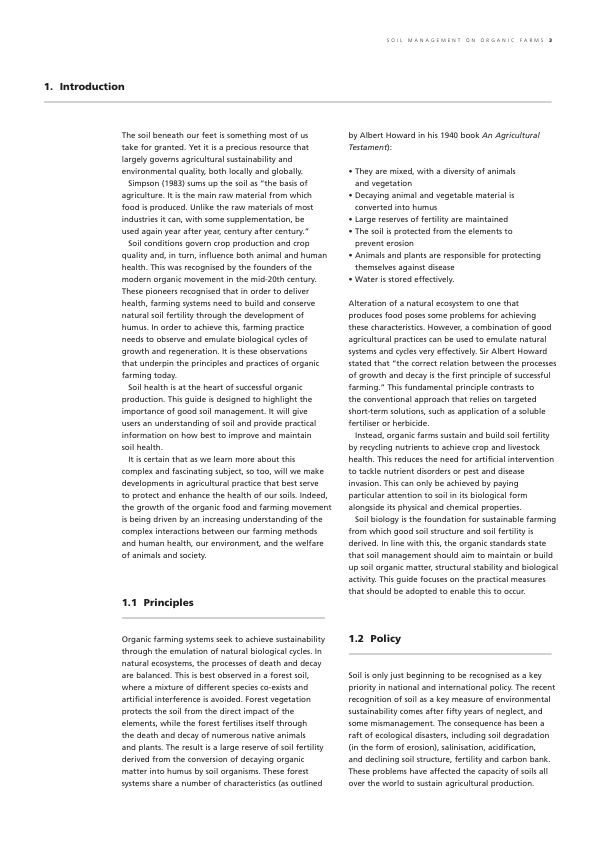 SOIL MANAGEMENT ON ORGANIC FARMS 3
1. Introduction
The soil beneath our feet is something most of us
take for granted. Yet it is a precious resource that
largely governs agricultural sustainability and
environmental quality, both locally and globally.
Simpson (1983) sums up the soil as “the basis of
agriculture. It is the main raw material from which
food is produced. Unlike the raw materials of most
industries it can, with some supplementation, be
used again year after year, century after century.”
Soil conditions govern crop production and crop
quality and, in turn, influence both animal and human
health. This was recognised by the founders of the
modern organic movement in the mid-20th century.
These pioneers recognised that in order to deliver
health, farming systems need to build and conserve
natural soil fertility through the development of
humus. In order to achieve this, farming practice
needs to observe and emulate biological cycles of
growth and regeneration. It is these observations
that underpin the principles and practices of organic
farming today.
Soil health is at the heart of successful organic
production. This guide is designed to highlight the
importance of good soil management. It will give
users an understanding of soil and provide practical
information on how best to improve and maintain
soil health.
It is certain that as we learn more about this
complex and fascinating subject, so too, will we make
developments in agricultural practice that best serve
to protect and enhance the health of our soils. Indeed,
the growth of the organic food and farming movement
is being driven by an increasing understanding of the
complex interactions between our farming methods
and human health, our environment, and the welfare
of animals and society.
1.1 Principles
Organic farming systems seek to achieve sustainability
through the emulation of natural biological cycles. In
natural ecosystems, the processes of death and decay
are balanced. This is best observed in a forest soil,
where a mixture of different species co-exists and
artificial interference is avoided. Forest vegetation
protects the soil from the direct impact of the
elements, while the forest fertilises itself through
the death and decay of numerous native animals
and plants. The result is a large reserve of soil fertility
derived from the conversion of decaying organic
matter into humus by soil organisms. These forest
systems share a number of characteristics (as outlined
by Albert Howard in his 1940 book An Agricultural
Testament):
• They are mixed, with a diversity of animals
and vegetation
• Decaying animal and vegetable material is
converted into humus
• Large reserves of fertility are maintained
• The soil is protected from the elements to
prevent erosion
• Animals and plants are responsible for protecting
themselves against disease
• Water is stored effectively.
Alteration of a natural ecosystem to one that
produces food poses some problems for achieving
these characteristics. However, a combination of good
agricultural practices can be used to emulate natural
systems and cycles very effectively. Sir Albert Howard
stated that “the correct relation between the processes
of growth and decay is the first principle of successful
farming.” This fundamental principle contrasts to
the conventional approach that relies on targeted
short-term solutions, such as application of a soluble
fertiliser or herbicide.
Instead, organic farms sustain and build soil fertility
by recycling nutrients to achieve crop and livestock
health. This reduces the need for artificial intervention
to tackle nutrient disorders or pest and disease
invasion. This can only be achieved by paying
particular attention to soil in its biological form
alongside its physical and chemical properties.
Soil biology is the foundation for sustainable farming
from which good soil structure and soil fertility is
derived. In line with this, the organic standards state
that soil management should aim to maintain or build
up soil organic matter, structural stability and biological
activity. This guide focuses on the practical measures
that should be adopted to enable this to occur.
1.2 Policy
Soil is only just beginning to be recognised as a key
priority in national and international policy. The recent
recognition of soil as a key measure of environmental
sustainability comes after fifty years of neglect, and
some mismanagement. The consequence has been a
raft of ecological disasters, including soil degradation
(in the form of erosion), salinisation, acidification,
and declining soil structure, fertility and carbon bank.
These problems have affected the capacity of soils all
over the world to sustain agricultural production.